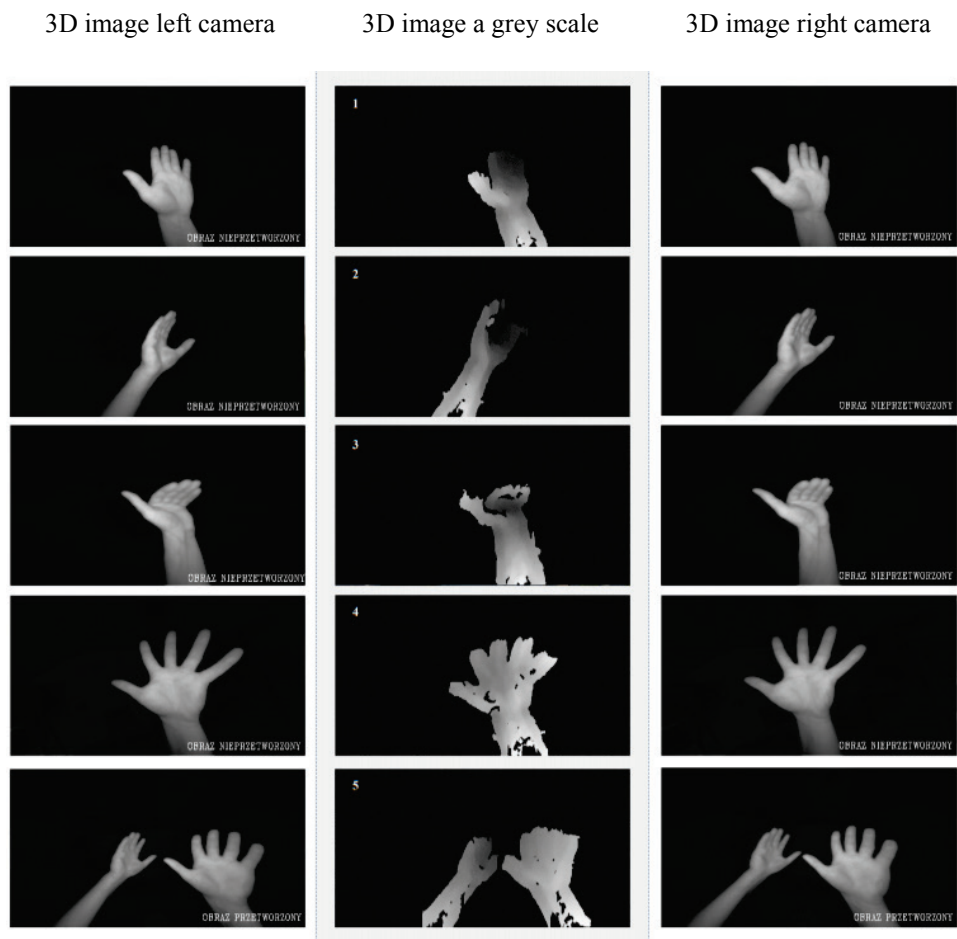 3D image left camera 3D image a grey scale 3D image right camera
OBRAZ NIEPRZETWORZONY 1 OBRAZ NIEPRZETWORZONY
OBRAZ NIEPRZETWORZONY 2 OBRAZ NIEPRZETWORZONY
OBRAZ NIEPRZETWORZONY 3 OBRAZ NIEPRZETWORZONY
OBRAZ NIEPRZETWORZONY 4 OBRAZ NIEPRZETWORZONY
OBRAZ PRZETWORZONY 5 OBRAZ PRZETWORZONY